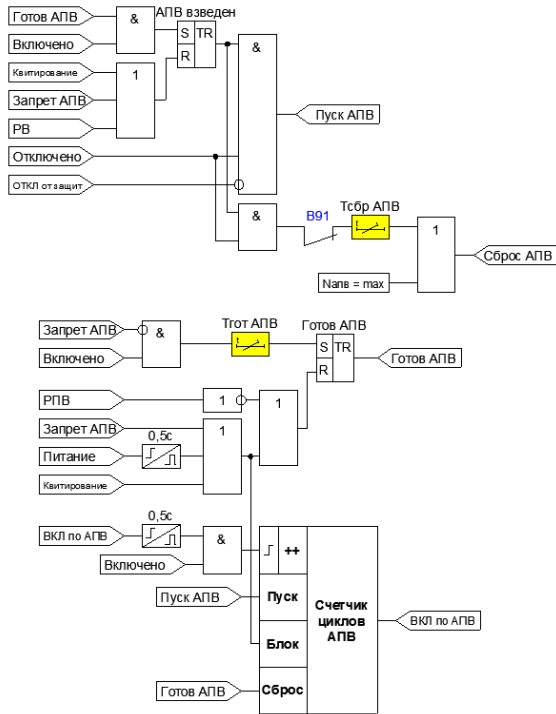 Готов АПВ
АПВ взведен
&
S TR
&
Включено
R
Квитирование
1
Запрет АПВ
Пуск АПВ
РВ
Отключено
ОТКЛ от защит
&
В91
Тсбр АПВ
1
Сброс АПВ
Nапв = max
Запрет АПВ
&
Тгот АПВ
Готов АПВ
S TR
Включено
R
Готов АПВ
РПВ
1
1
Запрет АПВ
1
0,5с
Питание
Квитирование
0,5с
ВКЛ по АПВ
&
++
Включено
Пуск АПВ
Пуск
Счетчик
циклов
АПВ
ВКЛ по АПВ
Блок
Готов АПВ
Сброс